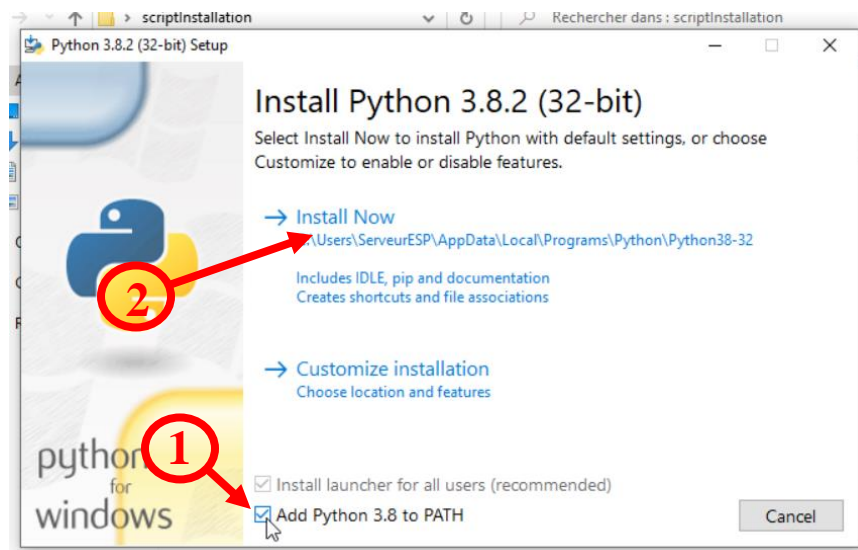 scriptInstallation
Rechercher dans : scriptInstallation
Python 3.8.2 (32-bit) Setup
Install Python 3.8.2 (32-bit)
Select Install Now to install Python with default settings, or choose
Customize to enable or disable features.
Install Now
:\Users\ServeurESP\AppData\Local\Programs\Python\Python38-32
Includes IDLE, pip and documentation
Creates shortcuts and file associations
2
Customize installation
Choose location and features
1
python
for
windows
Install launcher for all users (recommended)
Add Python 3.8 to PATH
Cancel